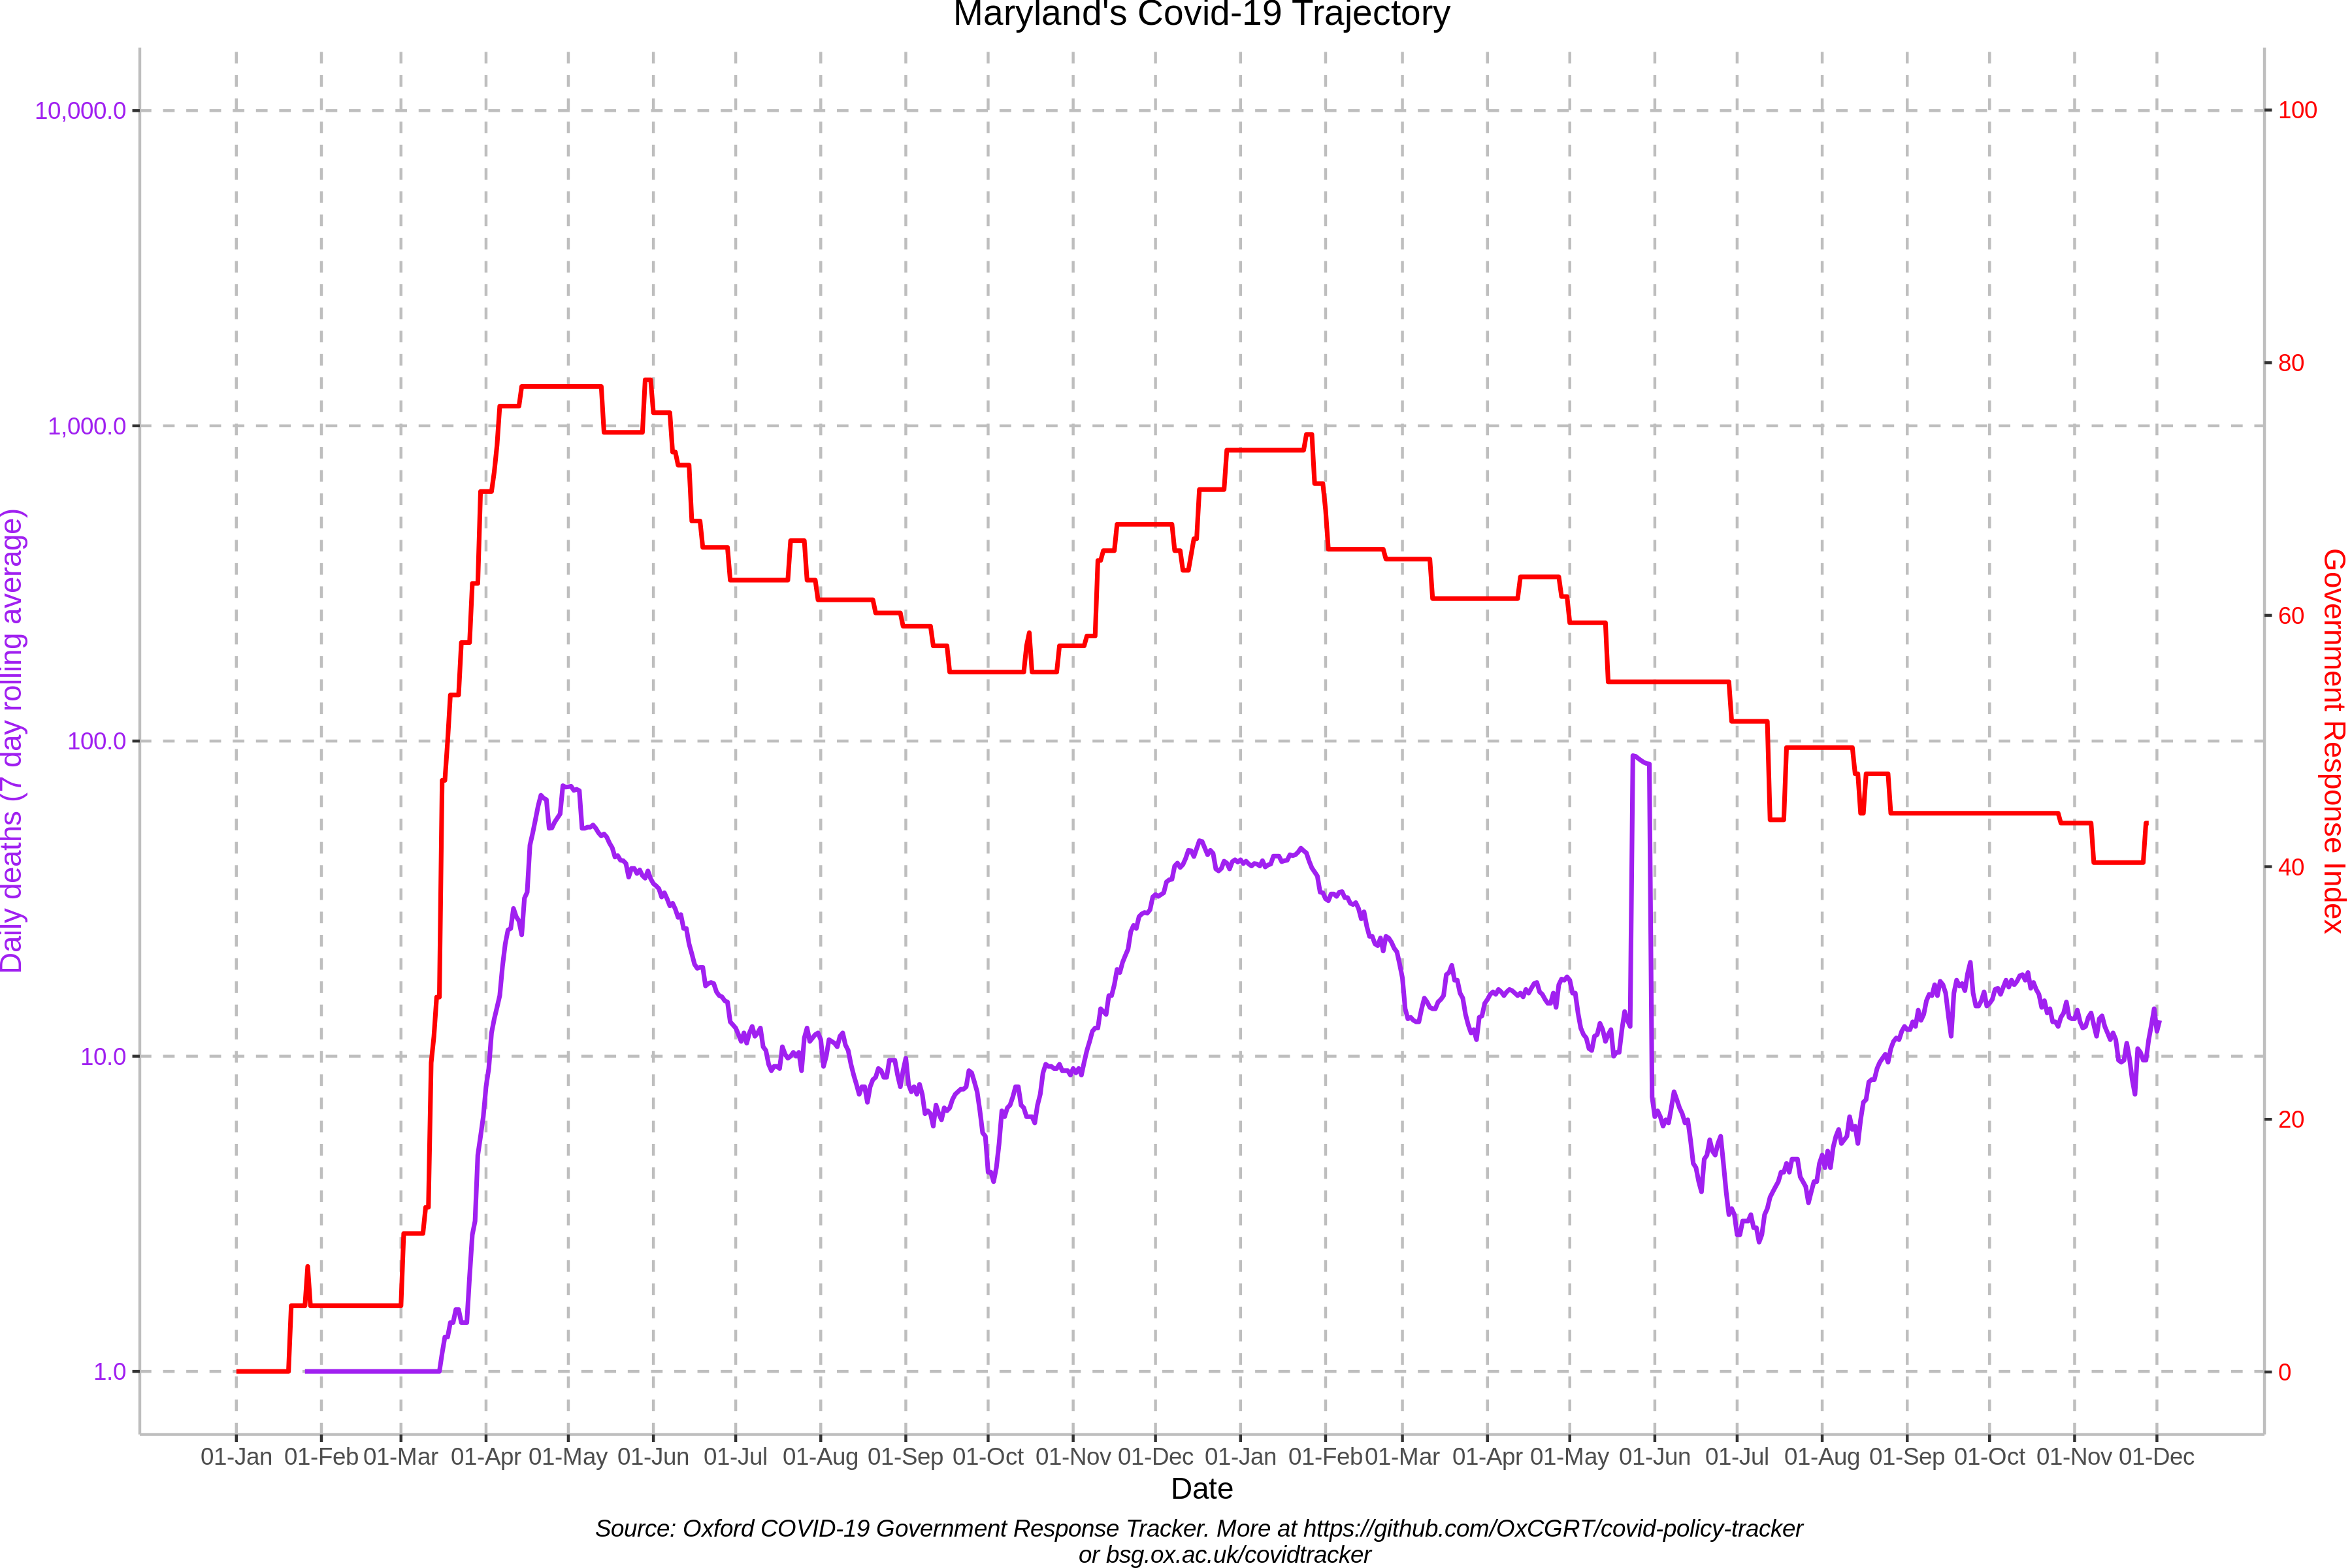 Maryland's Covid-19 Trajectory
10,000.0
1,000.0
100.0
10.0
1.0
Daily deaths (7 day rolling average)
100
80
60
40
20
0
Government Response Index
01-Jan 01-Feb 01-Mar 01-Apr 01-May 01-Jun 01-Jul 01-Aug 01-Sep 01-Oct 01-Nov 01-Dec 01-Jan 01-Feb 01-Mar 01-Apr 01-May 01-Jun 01-Jul 01-Aug 01-Sep 01-Oct 01-Nov 01-Dec
Date
Source: Oxford COVID-19 Government Response Tracker. More at https://github.com/OxCGRT/covid-policy-tracker
or bsg.ox.ac.uk/covidtracker